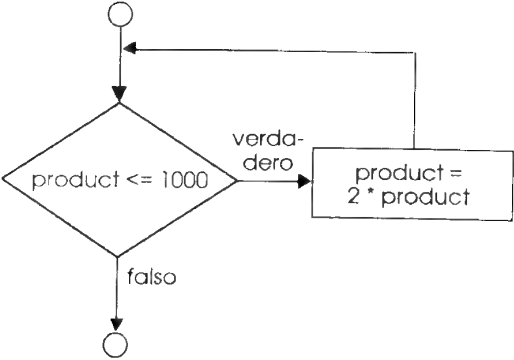 verda-
dero
product <= 1000
product =
2 * product
falso